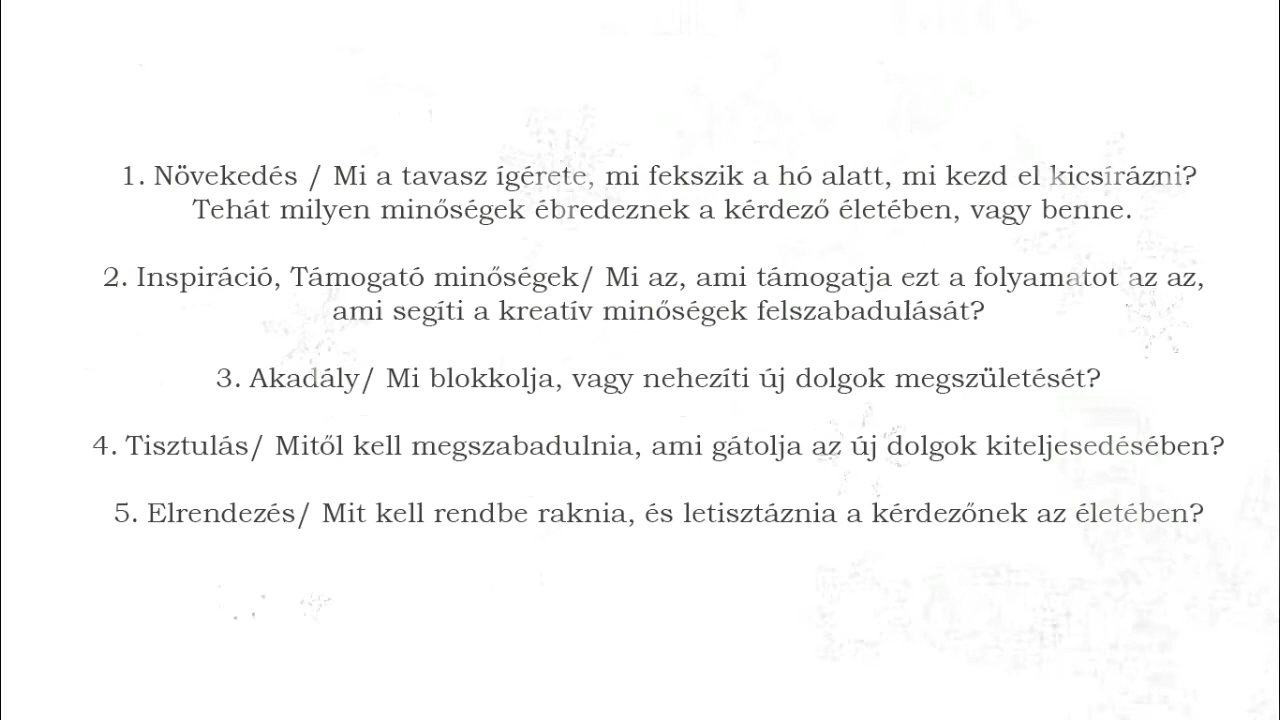 1. Növekedés / Mi a tavasz ígérete, mi fekszik a hó alatt, mi kezd el kicsírázni?
Tehát milyen minőségek ébredeznek a kérdező életében, vagy benne.
2. Inspiráció, Támogató minőségek/ Mi az, ami támogatja ezt a folyamatot az az,
ami segíti a kreatív minőségek felszabadulását?
3. Akadály/ Mi blokkolja, vagy nehezíti új dolgok megszületését?
4. Tisztulás/ Mitől kell megszabadulnia, ami gátolja az új dolgok kiteljesedésében?
5. Elrendezés/ Mit kell rendbe raknia, és letisztáznia a kérdezőnek az életében?